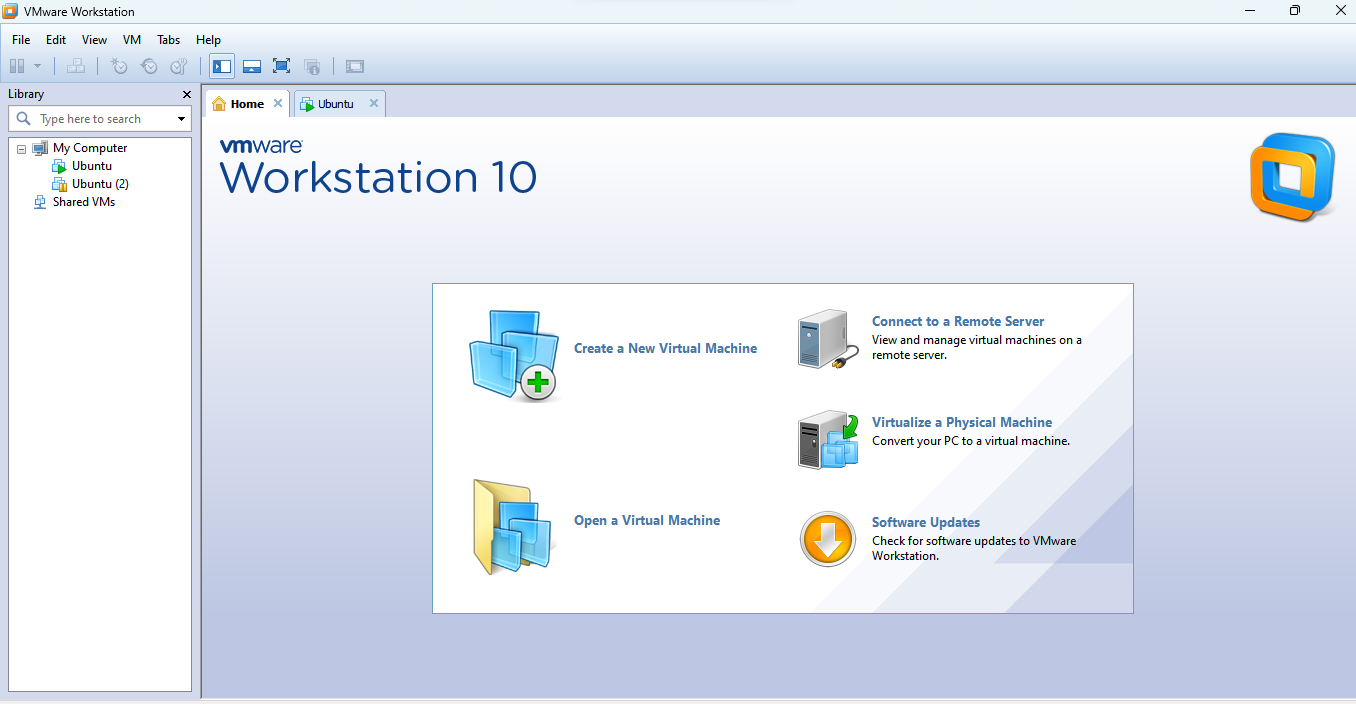 VMware Workstation
File Edit View VM Tabs Help
Library
Type here to search
My Computer
Ubuntu
Ubuntu (2)
Shared VMs
Home
Ubuntu
vmware
Workstation 10
Create a New Virtual Machine
Open a Virtual Machine
Connect to a Remote Server
View and manage virtual machines on a
remote server.
Virtualize a Physical Machine
Convert your PC to a virtual machine.
Software Updates
Check for software updates to VMware
Workstation.